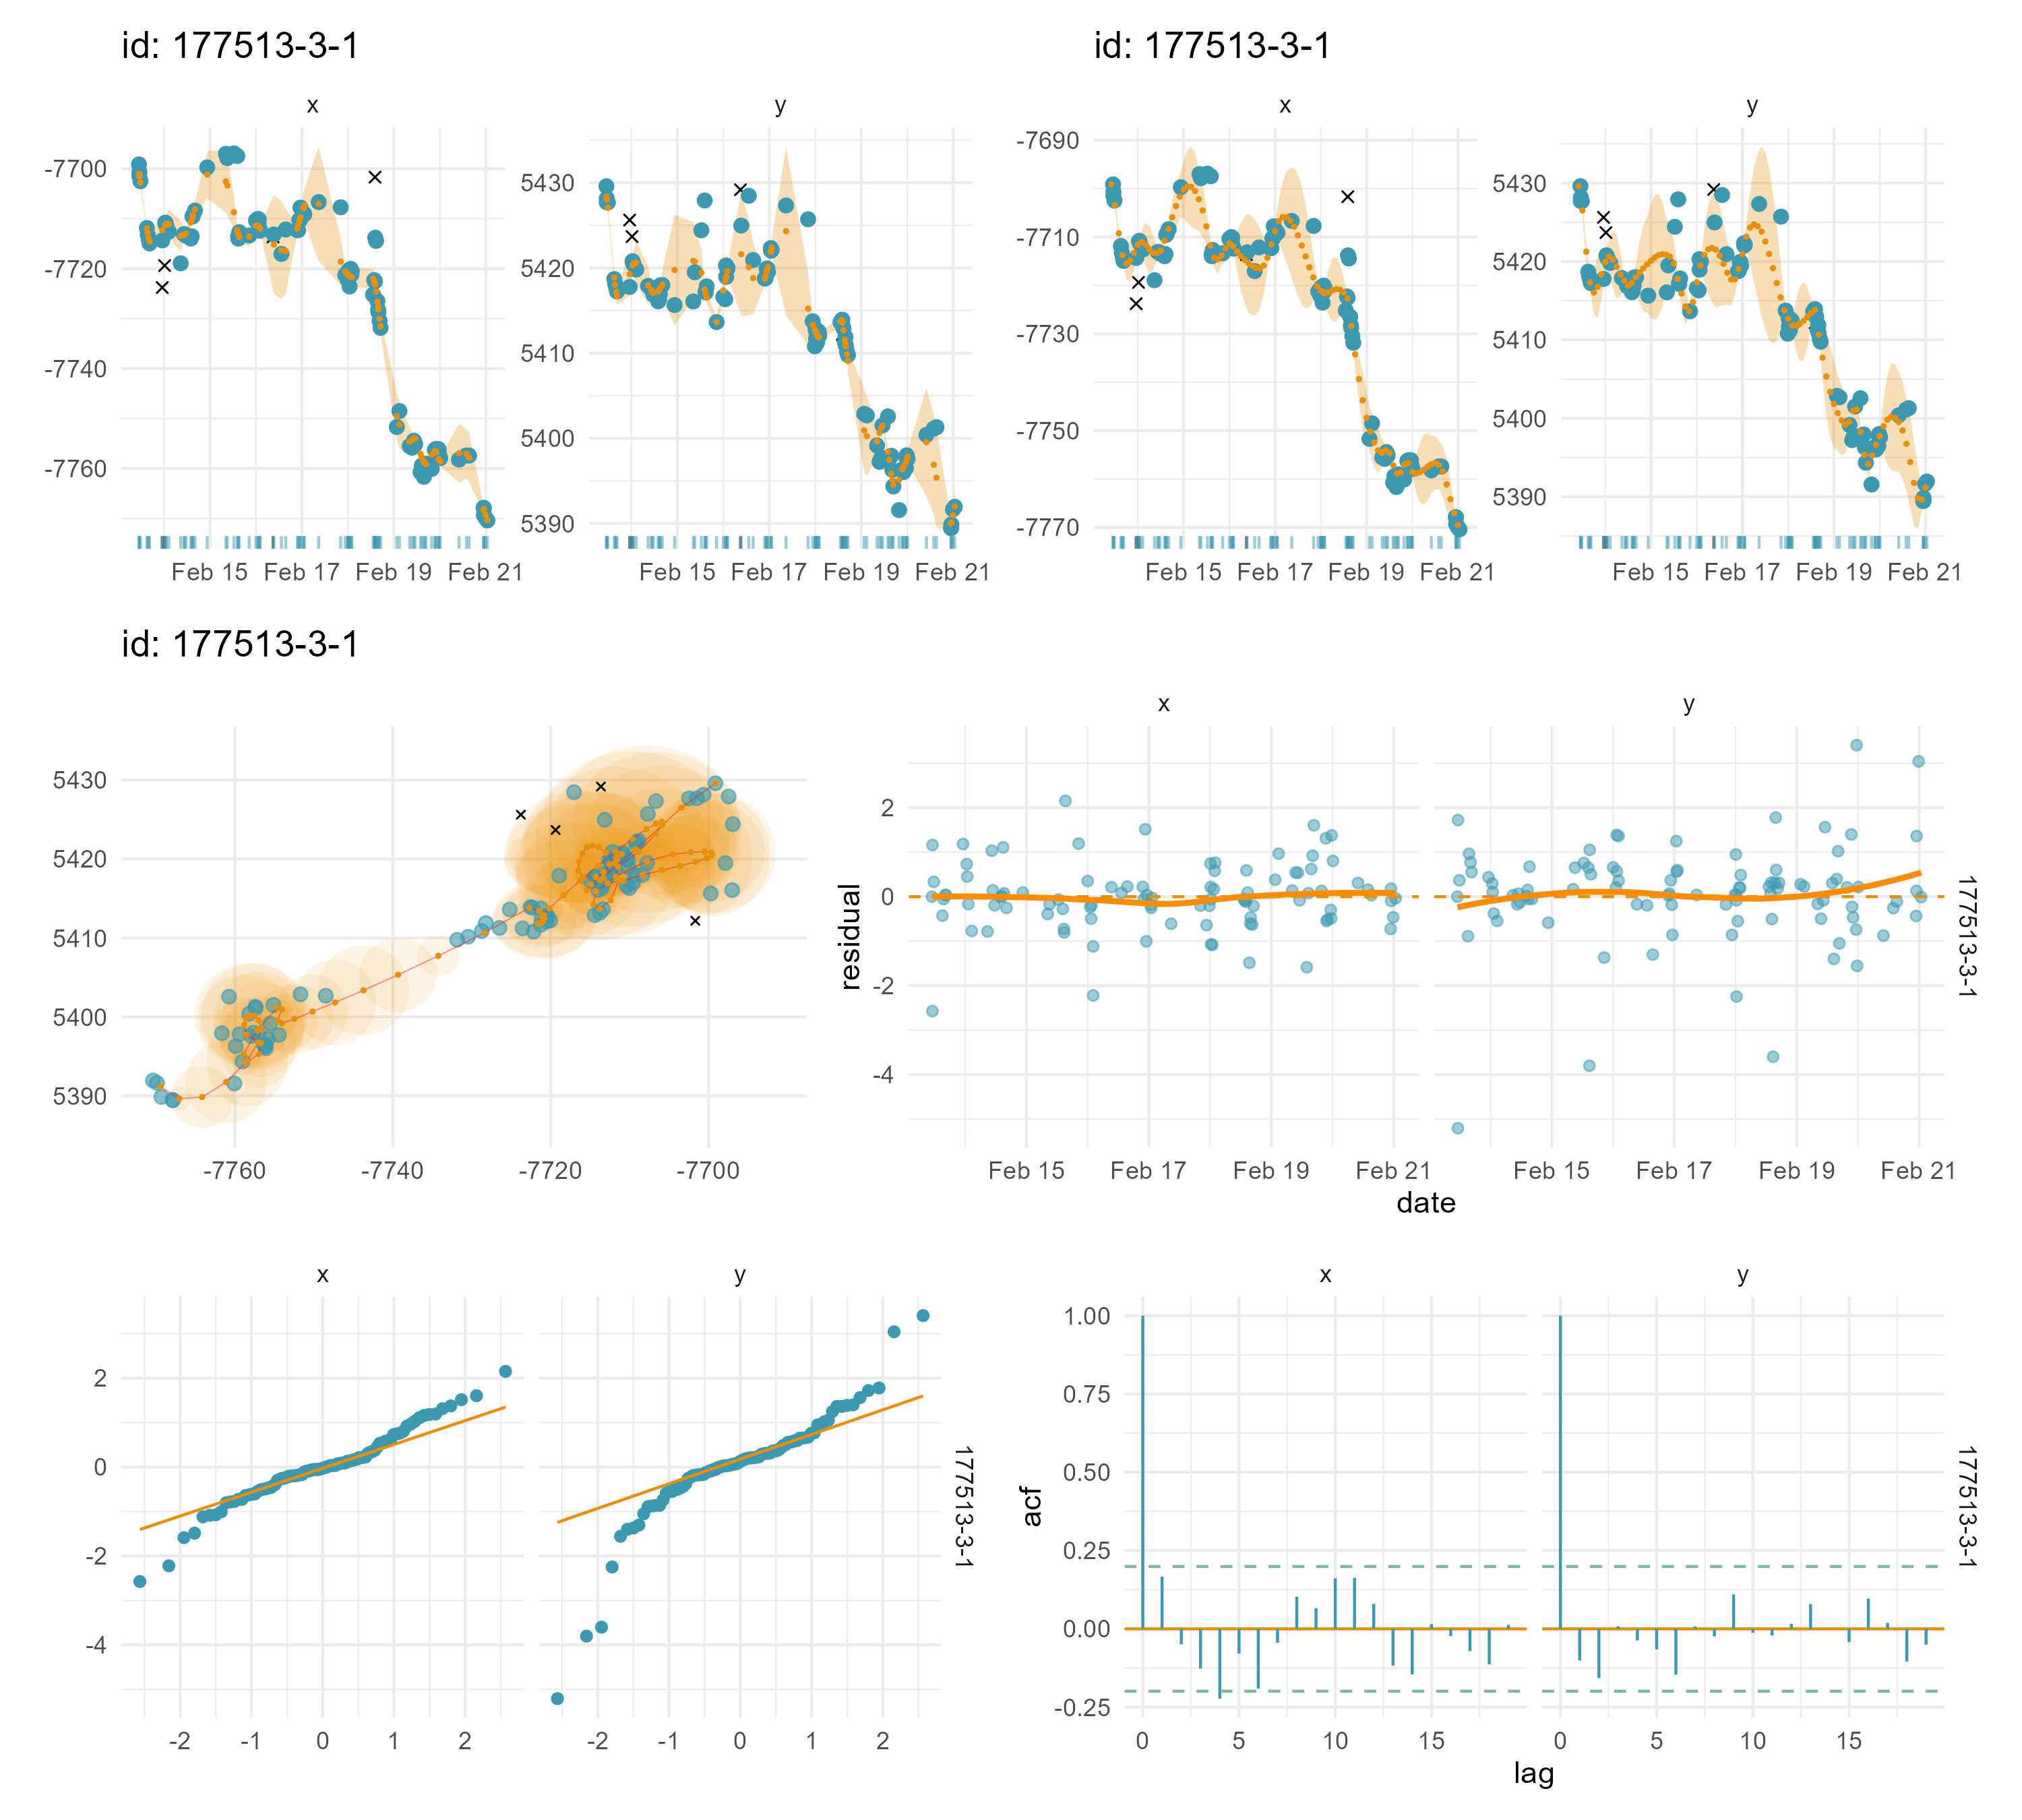 id: 177513-3-1
id: 177513-3-1
x
y
x
y
-7700
-7720
-7740
-7760
5430
5420
5410
5400
5390
-7690
-7710
-7730
-7750
-7770
5430
5420
5410
5400
5390
Feb 15 Feb 17 Feb 19 Feb 21
Feb 15 Feb 17 Feb 19 Feb 21
Feb 15 Feb 17 Feb 19 Feb 21
Feb 15 Feb 17 Feb 19 Feb 21
id: 177513-3-1
5430
5420
5410
5400
5390
-7760 -7740 -7720 -7700
x
y
residual
2
0
-2
-4
177513-3-1
Feb 15 Feb 17 Feb 19 Feb 21
Feb 15 Feb 17 Feb 19 Feb 21
date
x
y
2
0
-2
-4
177513-3-1
-2 -1 0 1 2
-2 -1 0 1 2
x
y
acf
1.00
0.75
0.50
0.25
0.00
-0.25
177513-3-1
0 5 10 15
0 5 10 15
lag